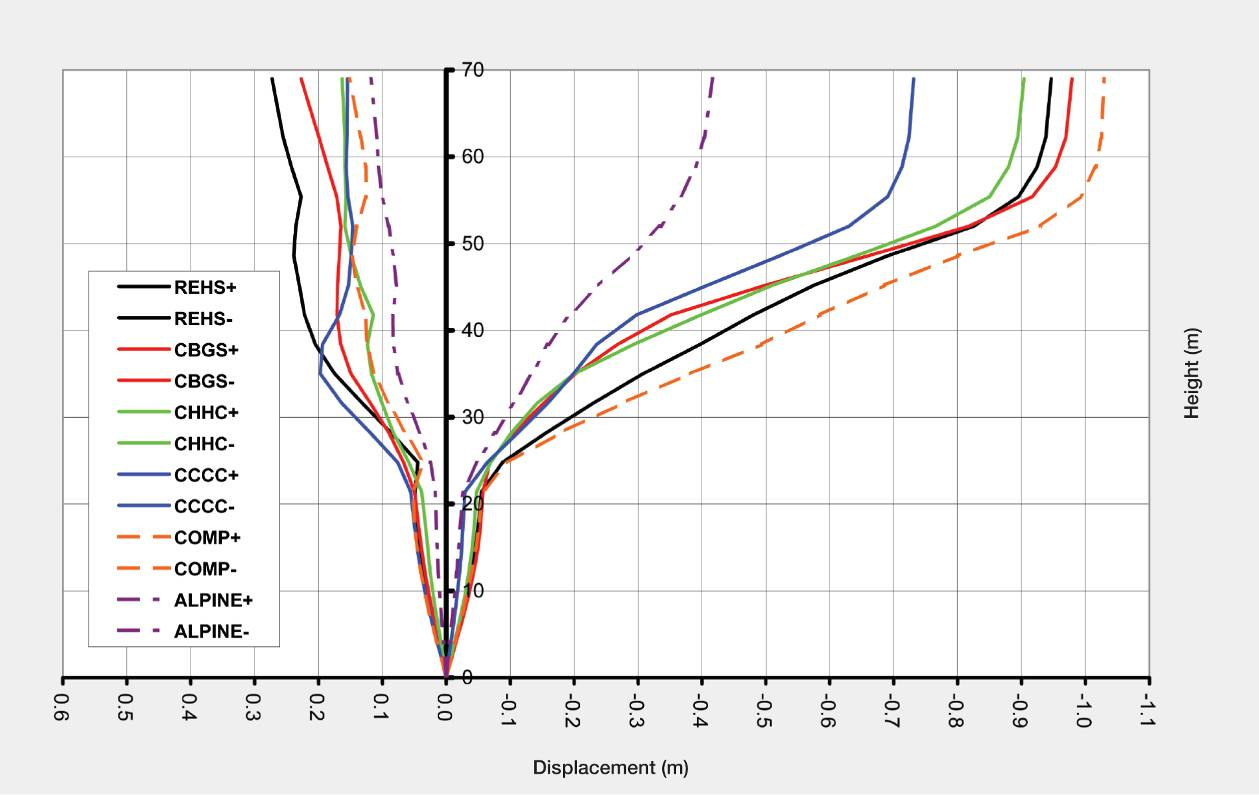 70
60
50
40
30
20
10
0
REHS+
REHS-
CBGS+
CBGS-
CHHC+
CHHC-
CCCC+
CCCC-
COMP+
COMP-
ALPINE+
ALPINE-
Height (m)
0.6 0.5 0.4 0.3 0.2 0.1 0.0 -0.1 -0.2 -0.3 -0.4 -0.5 -0.6 -0.7 -0.8 -0.9 -1.0 -1.1
Displacement (m)